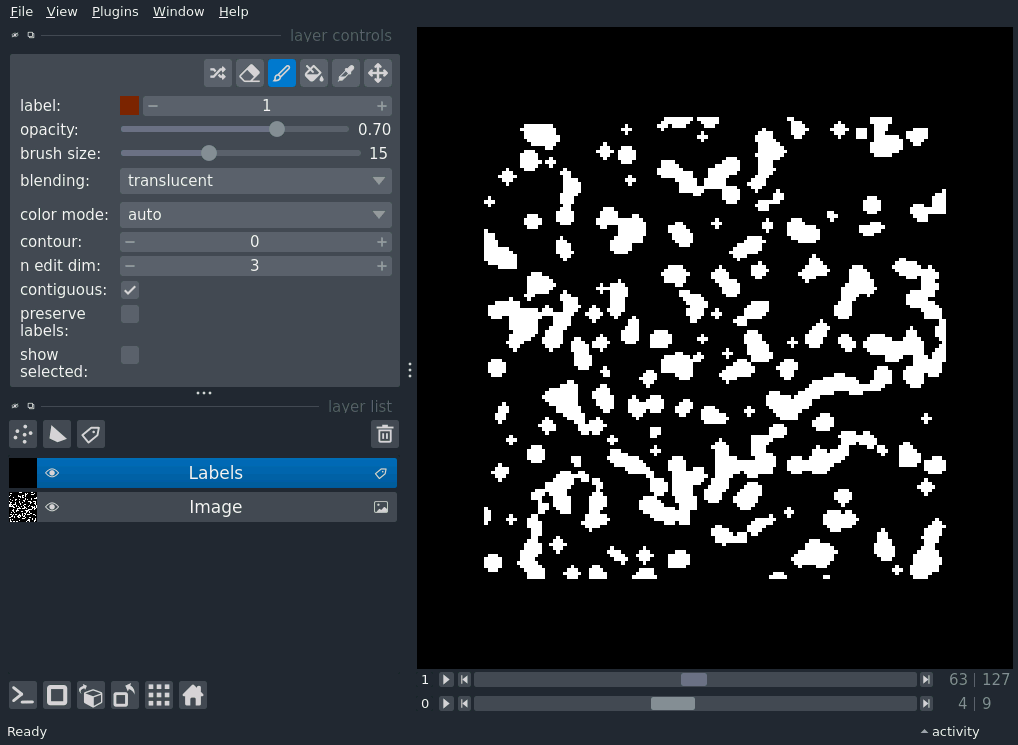 File View Plugins Window Help
layer controls
label: 1
opacity: 0.70
brush size: 15
blending: translucent
color mode: auto
contour: 0
n edit dim: 3
contiguous:
preserve
labels:
show
selected:
layer list
Labels
Image
1 63 | 127
0 4 | 9
Ready activity